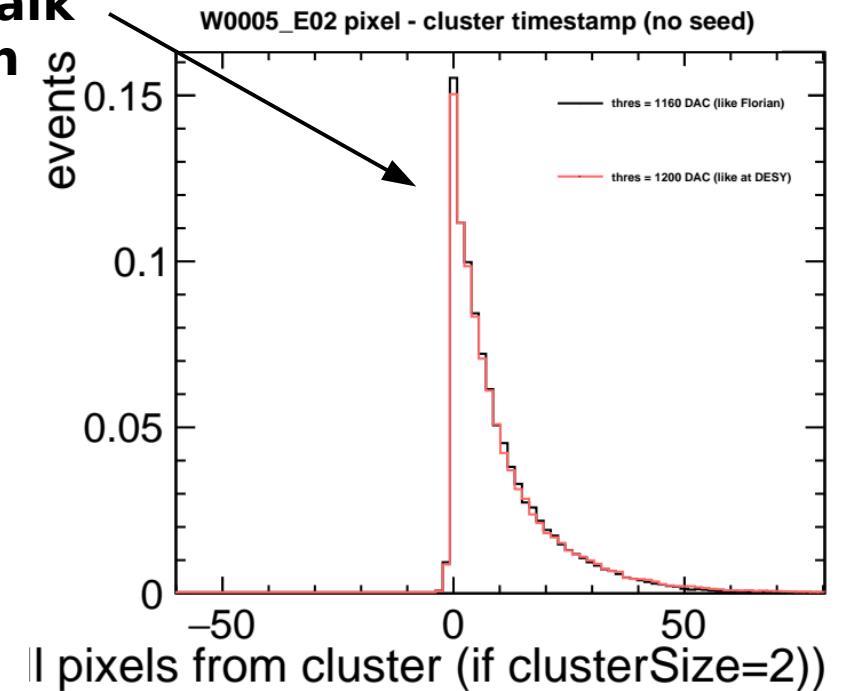 W0005_E02 pixel - cluster timestamp (no seed)
events
0.15
thres = 1160 DAC (like Florian)
thres = 1200 DAC (like at DESY)
0.1
0.05
0
−50 0 50
pixels from cluster (if clusterSize=2))